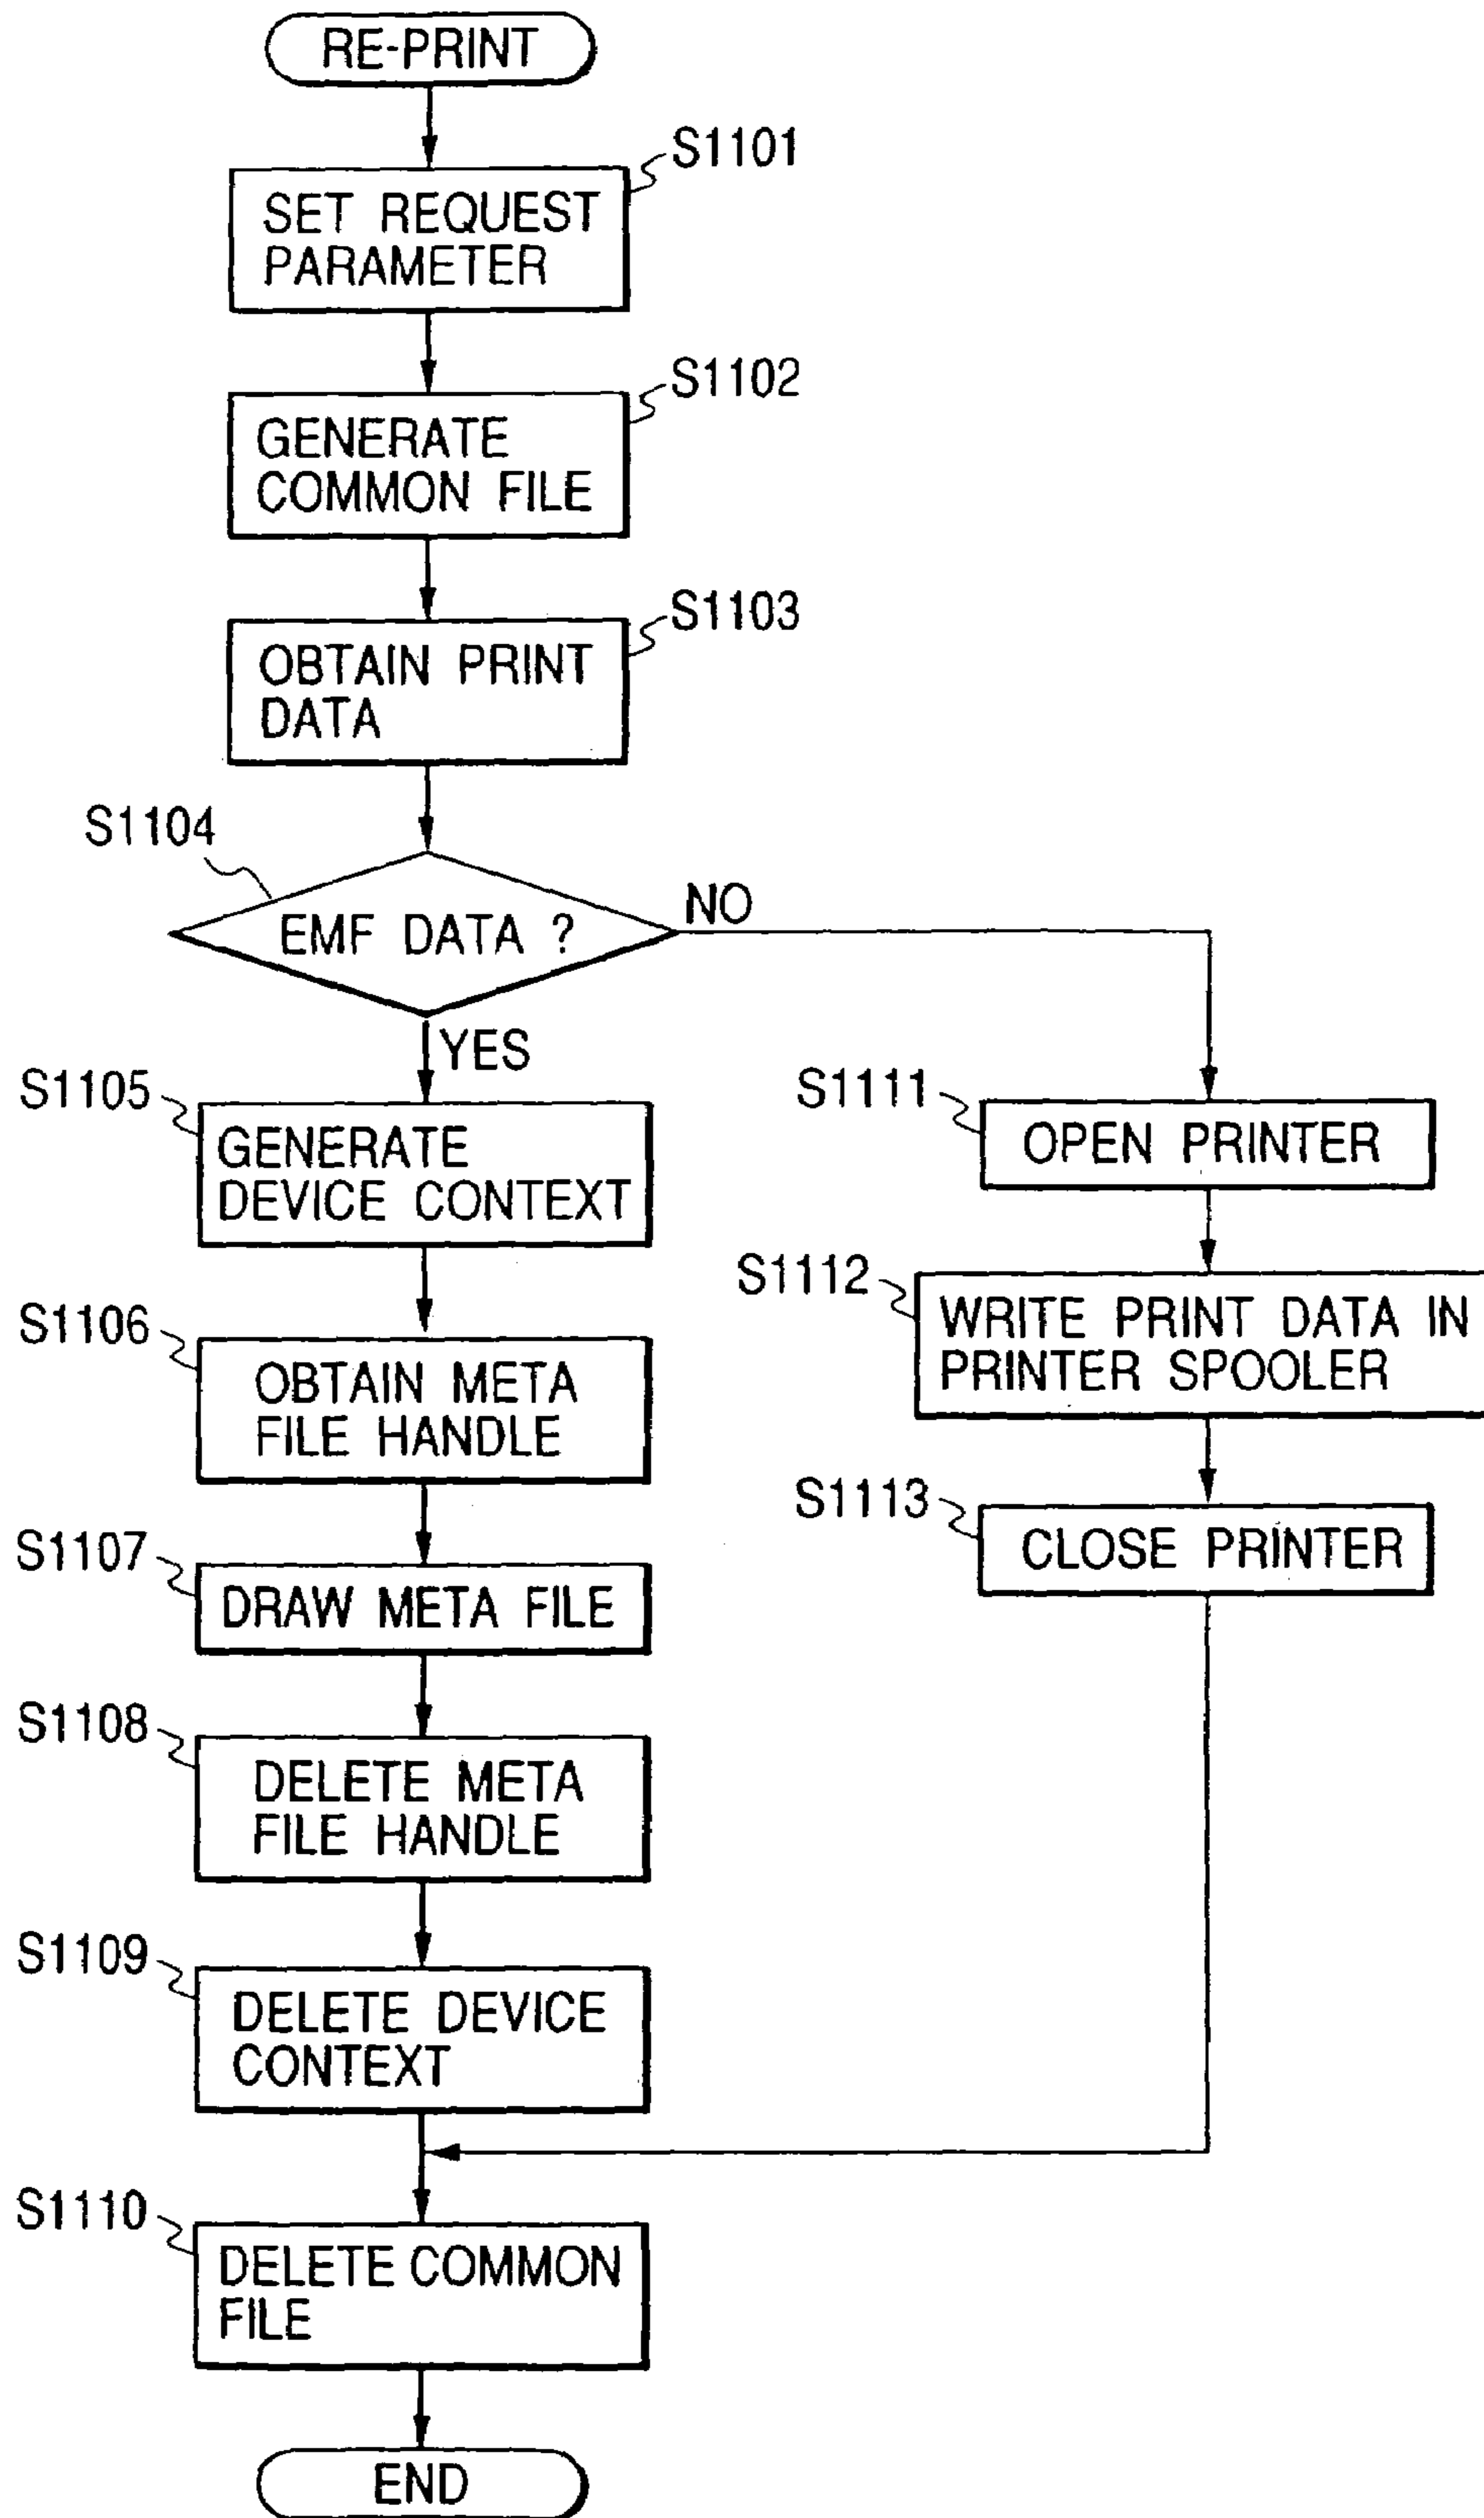 RE-PRINT
S1101
SET REQUEST
PARAMETER
S1102
GENERATE
COMMON FILE
S1103
OBTAIN PRINT
DATA
S1104
EMF DATA ?
NO
YES
S1105
GENERATE
DEVICE CONTEXT
S1106
OBTAIN META
FILE HANDLE
S1107
DRAW META FILE
S1108
DELETE META
FILE HANDLE
S1109
DELETE DEVICE
CONTEXT
S1111
OPEN PRINTER
S1112
WRITE PRINT DATA IN
PRINTER SPOOLER
S1113
CLOSE PRINTER
S1110
DELETE COMMON
FILE
END